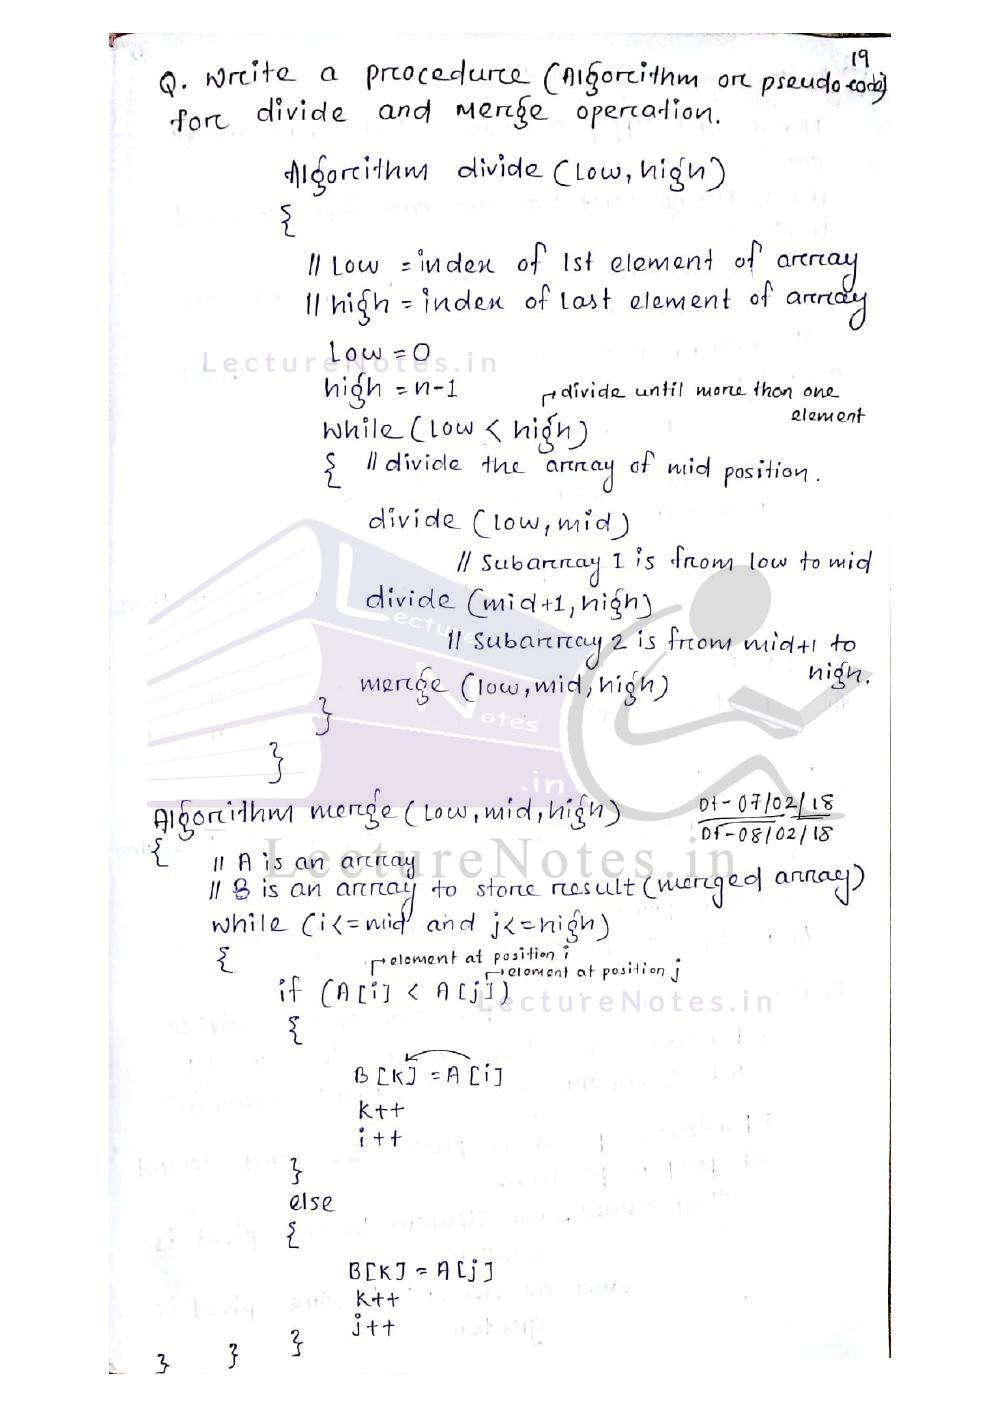 19
Q. Write a procedure (Algorithm or pseudo code)
for divide and Merge operation.
Algorithm divide (Low, high)
{
// Low = index of 1st element of array
// high = index of Last element of array
Low = 0
LectureNotes.in
high = n-1
divide until more than one
element
while (Low < high)
{ // divide the array of mid position.
divide (low, mid)
// Subarray 1 is from low to mid
divide (mid+1, high)
// Subarray 2 is from mid+1 to
high.
merge (low, mid, high)
}
}
Lecture
Notes
.in
Algorithm merge (Low, mid, high)
Dt - 07/02/18
Dt - 08/02/18
{
LectureNotes.in
// A is an array
// B is an array to store result (merged array)
while (i<=mid and j<=high)
{
element at position i
element at position j
if (A[i] < A[j])
LectureNotes.in
{
B[K] = A[i]
k++
i++
}
else
{
B[K] = A[j]
k++
j++
} } }